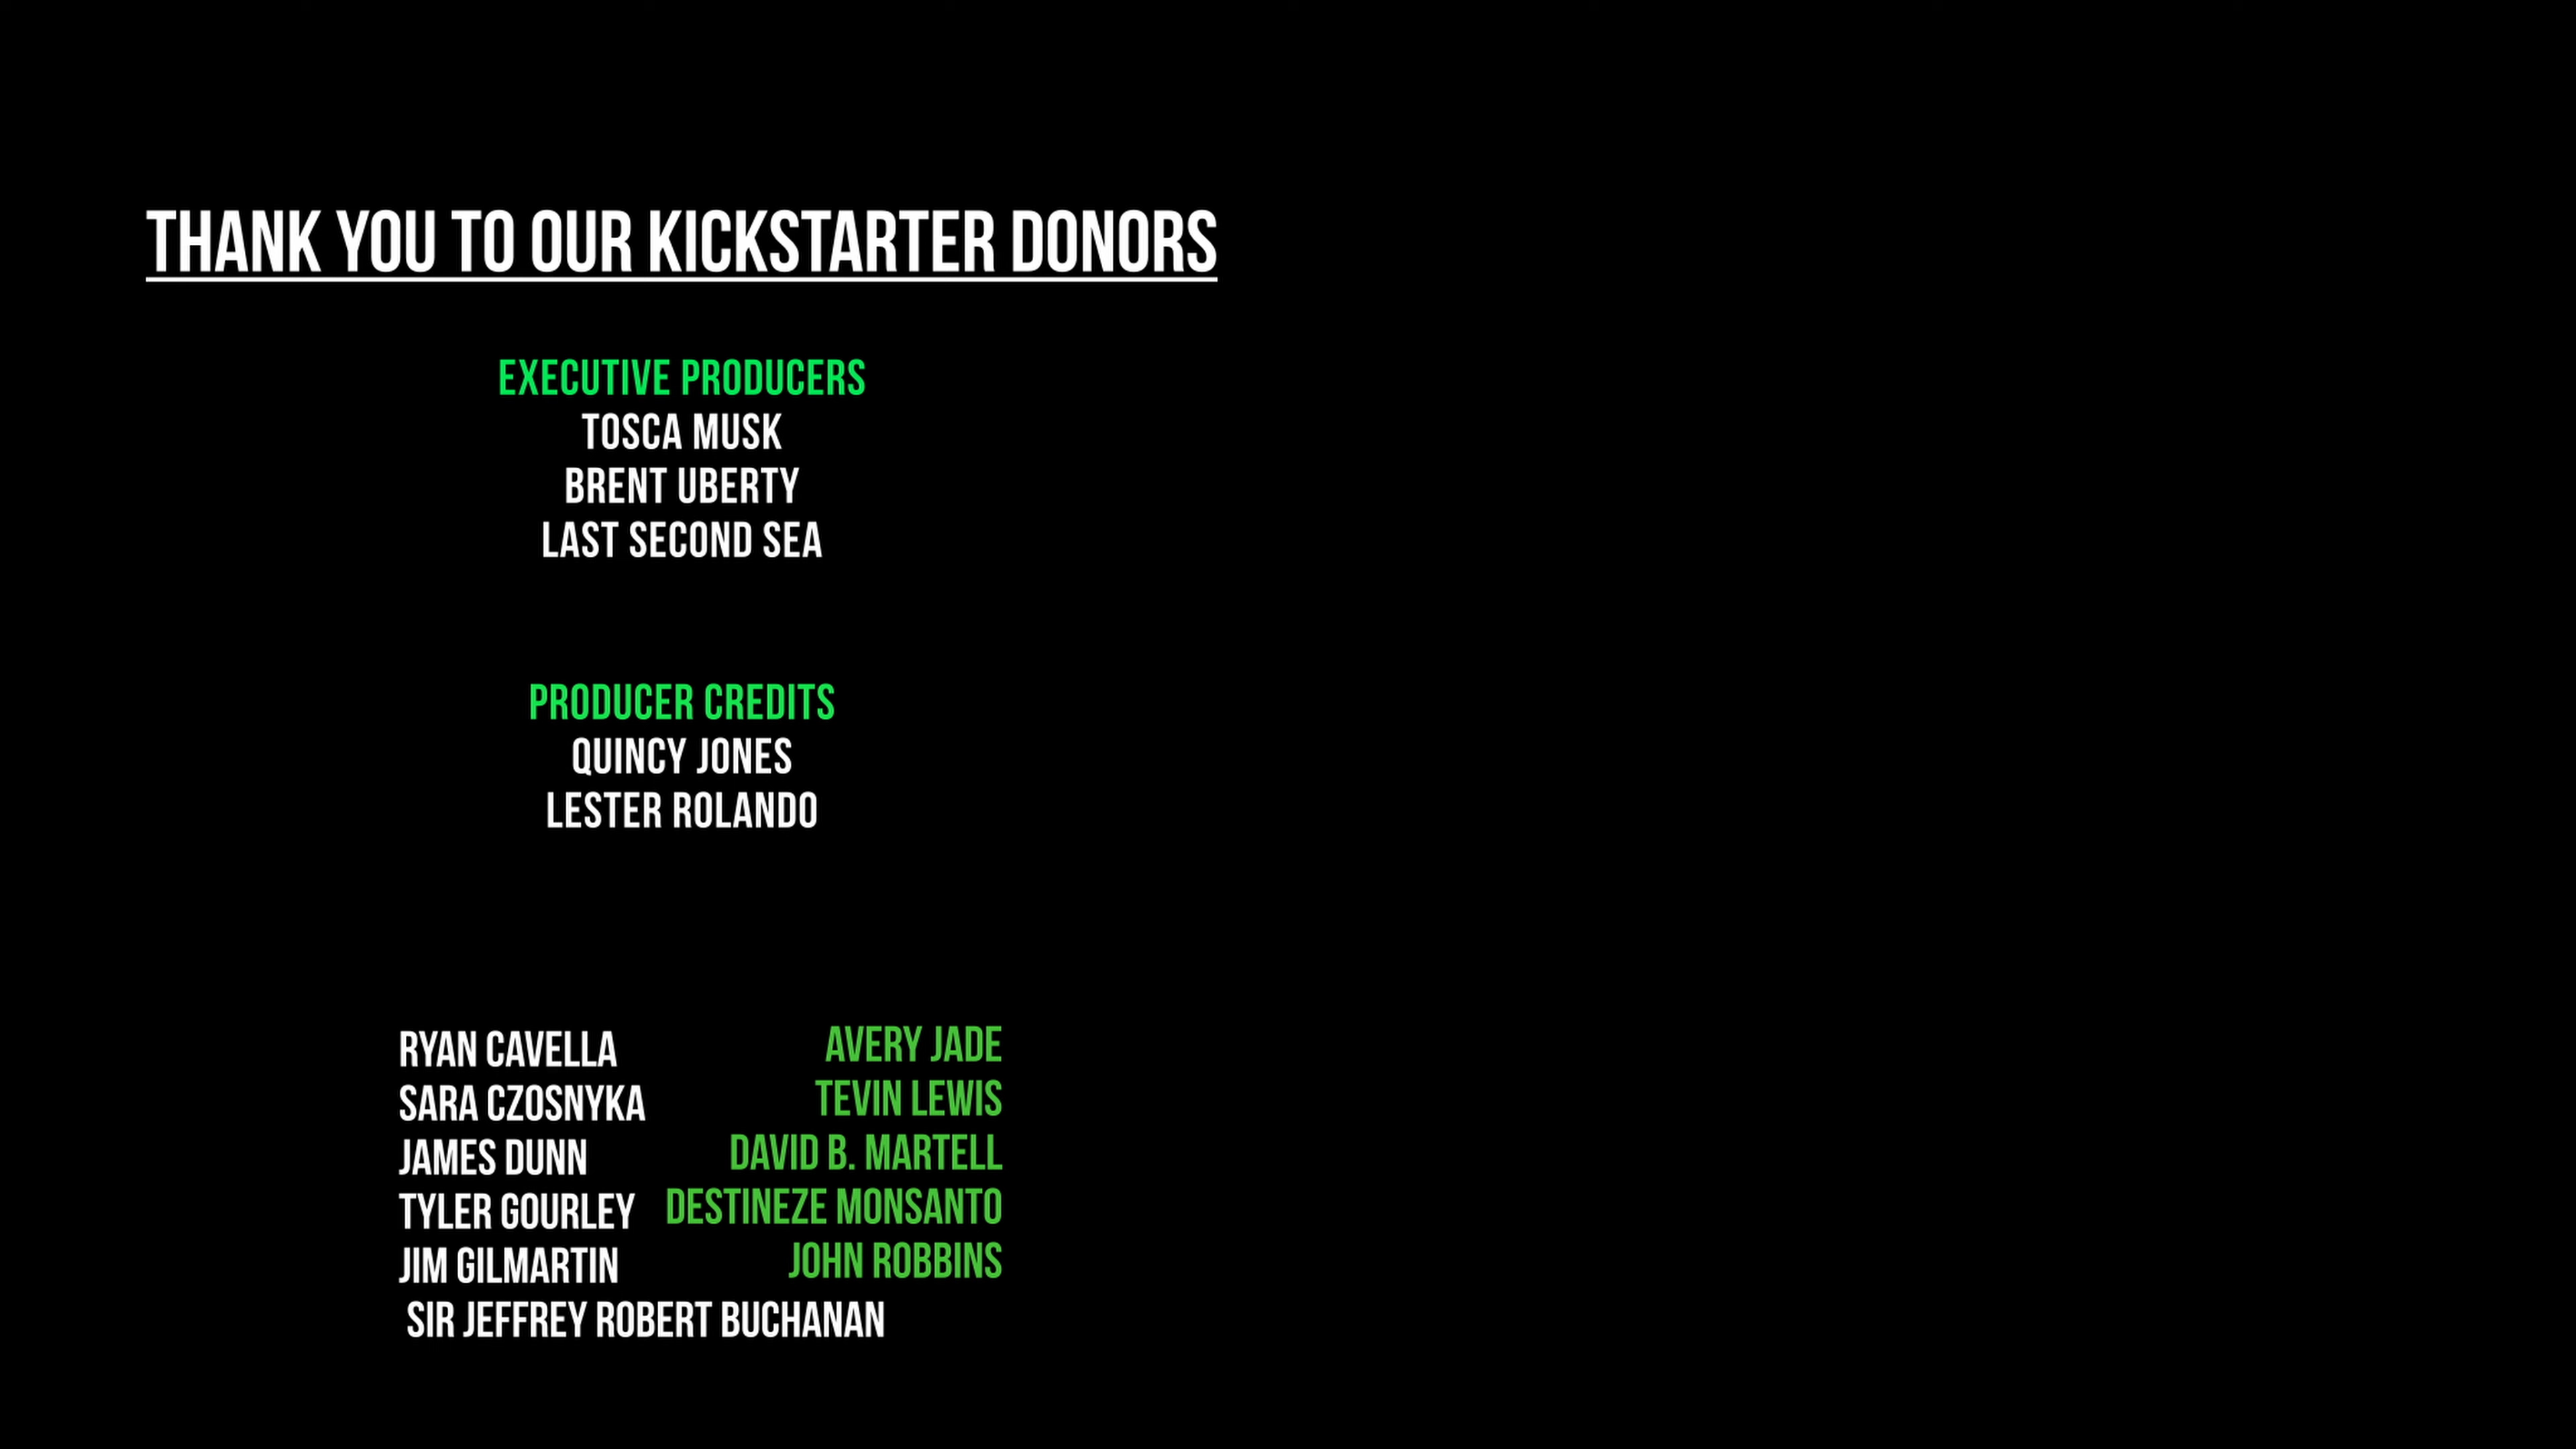 THANK YOU TO OUR KICKSTARTER DONORS
EXECUTIVE PRODUCERS
TOSCA MUSK
BRENT UBERTY
LAST SECOND SEA
PRODUCER CREDITS
QUINCY JONES
LESTER ROLANDO
RYAN CAVELLA
SARA CZOSNYKA
JAMES DUNN
TYLER GOURLEY
JIM GILMARTIN
SIR JEFFREY ROBERT BUCHANAN
AVERY JADE
TEVIN LEWIS
DAVID B. MARTELL
DESTINEZE MONSANTO
JOHN ROBBINS